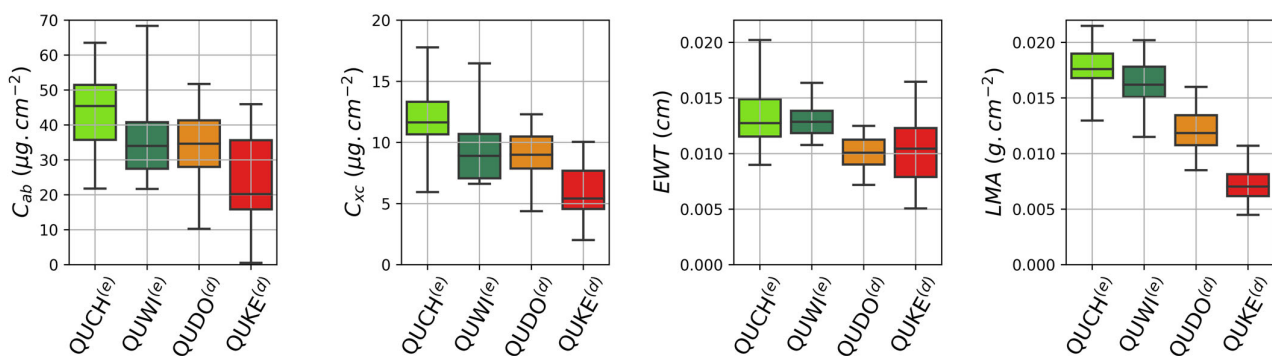 C_ab (μg.cm⁻²)
70
60
50
40
30
20
10
0
QUCH(e)
QUWI(e)
QUDO(d)
QUKE(d)
C_xc (μg.cm⁻²)
20
15
10
5
0
QUCH(e)
QUWI(e)
QUDO(d)
QUKE(d)
EWT (cm)
0.020
0.015
0.010
0.005
0.000
QUCH(e)
QUWI(e)
QUDO(d)
QUKE(d)
LMA (g.cm⁻²)
0.020
0.015
0.010
0.005
0.000
QUCH(e)
QUWI(e)
QUDO(d)
QUKE(d)